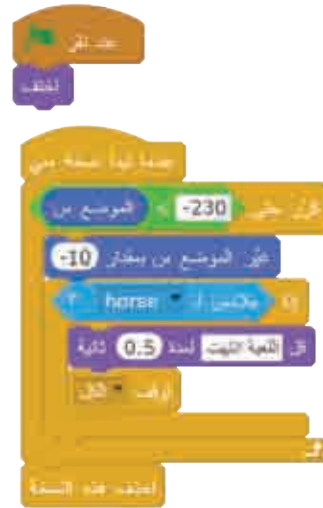 عند نقر
اختف
عندما تبدأ نسخة مني
كرّر حتى الموضع س < -230
غيّر الموضع س بمقدار -10
إذا ملامس لـ horse ؟
قل اللعبة انتهت لمدة 0.5 ثانية
أوقف الكل
احذف هذه النسخة